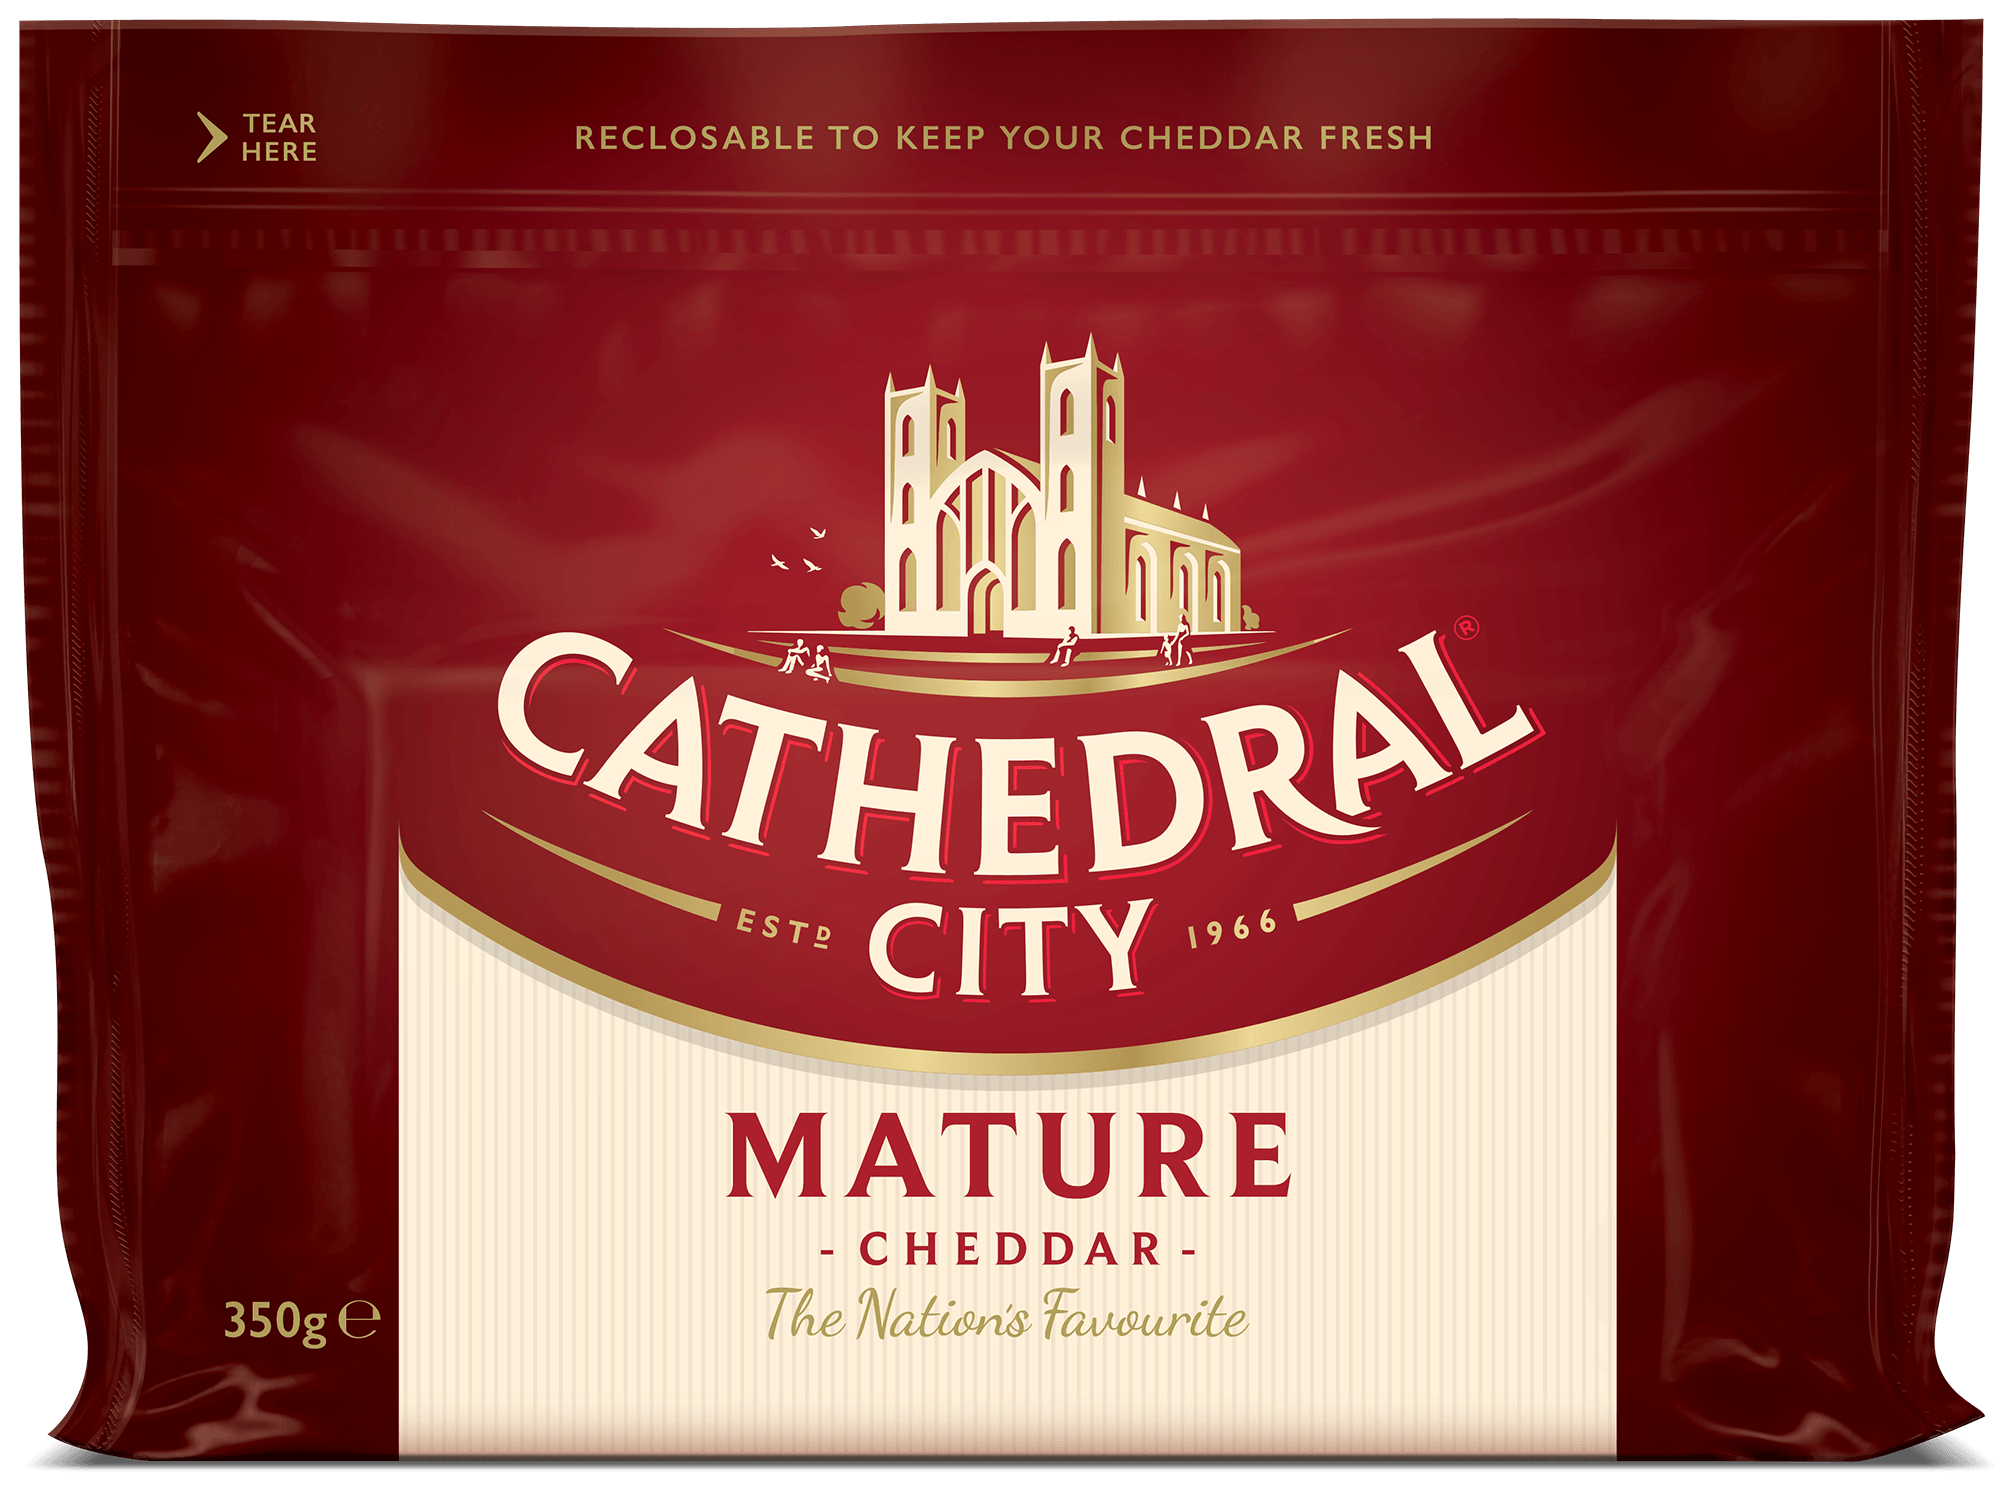 TEAR
HERE
RECLOSABLE TO KEEP YOUR CHEDDAR FRESH
CATHEDRAL®
ESTD CITY 1966
MATURE
- CHEDDAR -
The Nation's Favourite
350g ℮